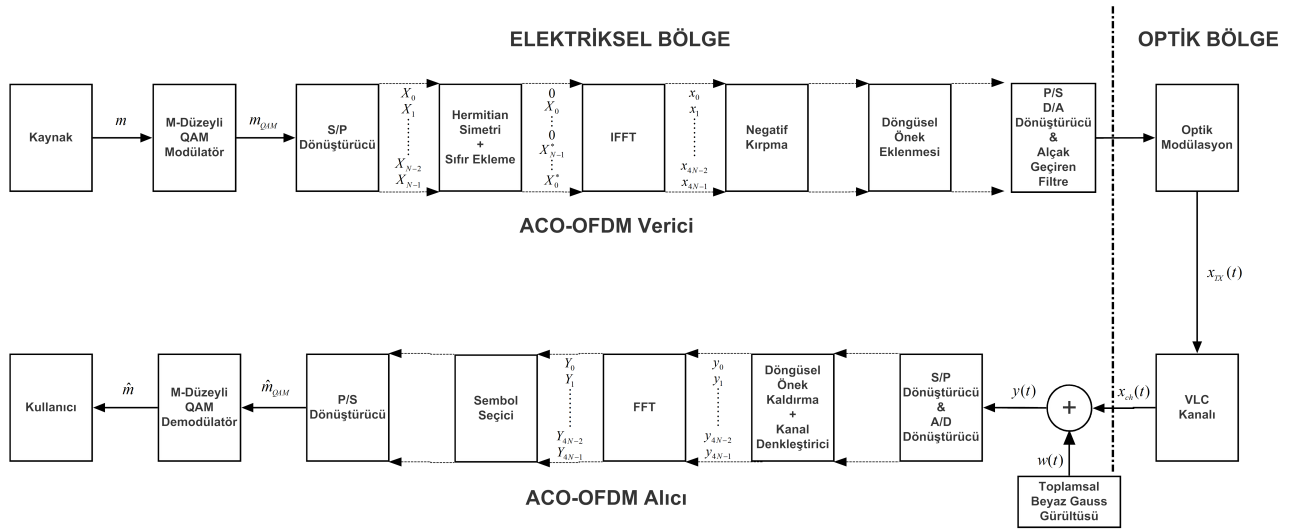 ELEKTRİKSEL BÖLGE
OPTİK BÖLGE
Kaynak
m
M-Düzeyli
QAM
Modülatör
m_QAM
S/P
Dönüştürücü
X_0
X_1
X_{N-2}
X_{N-1}
Hermitian
Simetri
+
Sıfır Ekleme
0
X_0
0
X*_{N-1}
X*_0
IFFT
x_0
x_1
x_{4N-2}
x_{4N-1}
Negatif
Kırpma
Döngüsel
Önek
Eklenmesi
P/S
D/A
Dönüştürücü
&
Alçak
Geçiren
Filtre
Optik
Modülasyon
ACO-OFDM Verici
x_TX(t)
Kullanıcı
m̂
M-Düzeyli
QAM
Demodülatör
m̂_QAM
P/S
Dönüştürücü
Sembol
Seçici
Y_0
Y_1
Y_{4N-2}
Y_{4N-1}
FFT
y_0
y_1
y_{4N-2}
y_{4N-1}
Döngüsel
Önek
Kaldırma
+
Kanal
Denkleştirici
S/P
Dönüştürücü
&
A/D
Dönüştürücü
y(t)
+
x_ch(t)
VLC
Kanalı
w(t)
Toplamsal
Beyaz Gauss
Gürültüsü
ACO-OFDM Alıcı